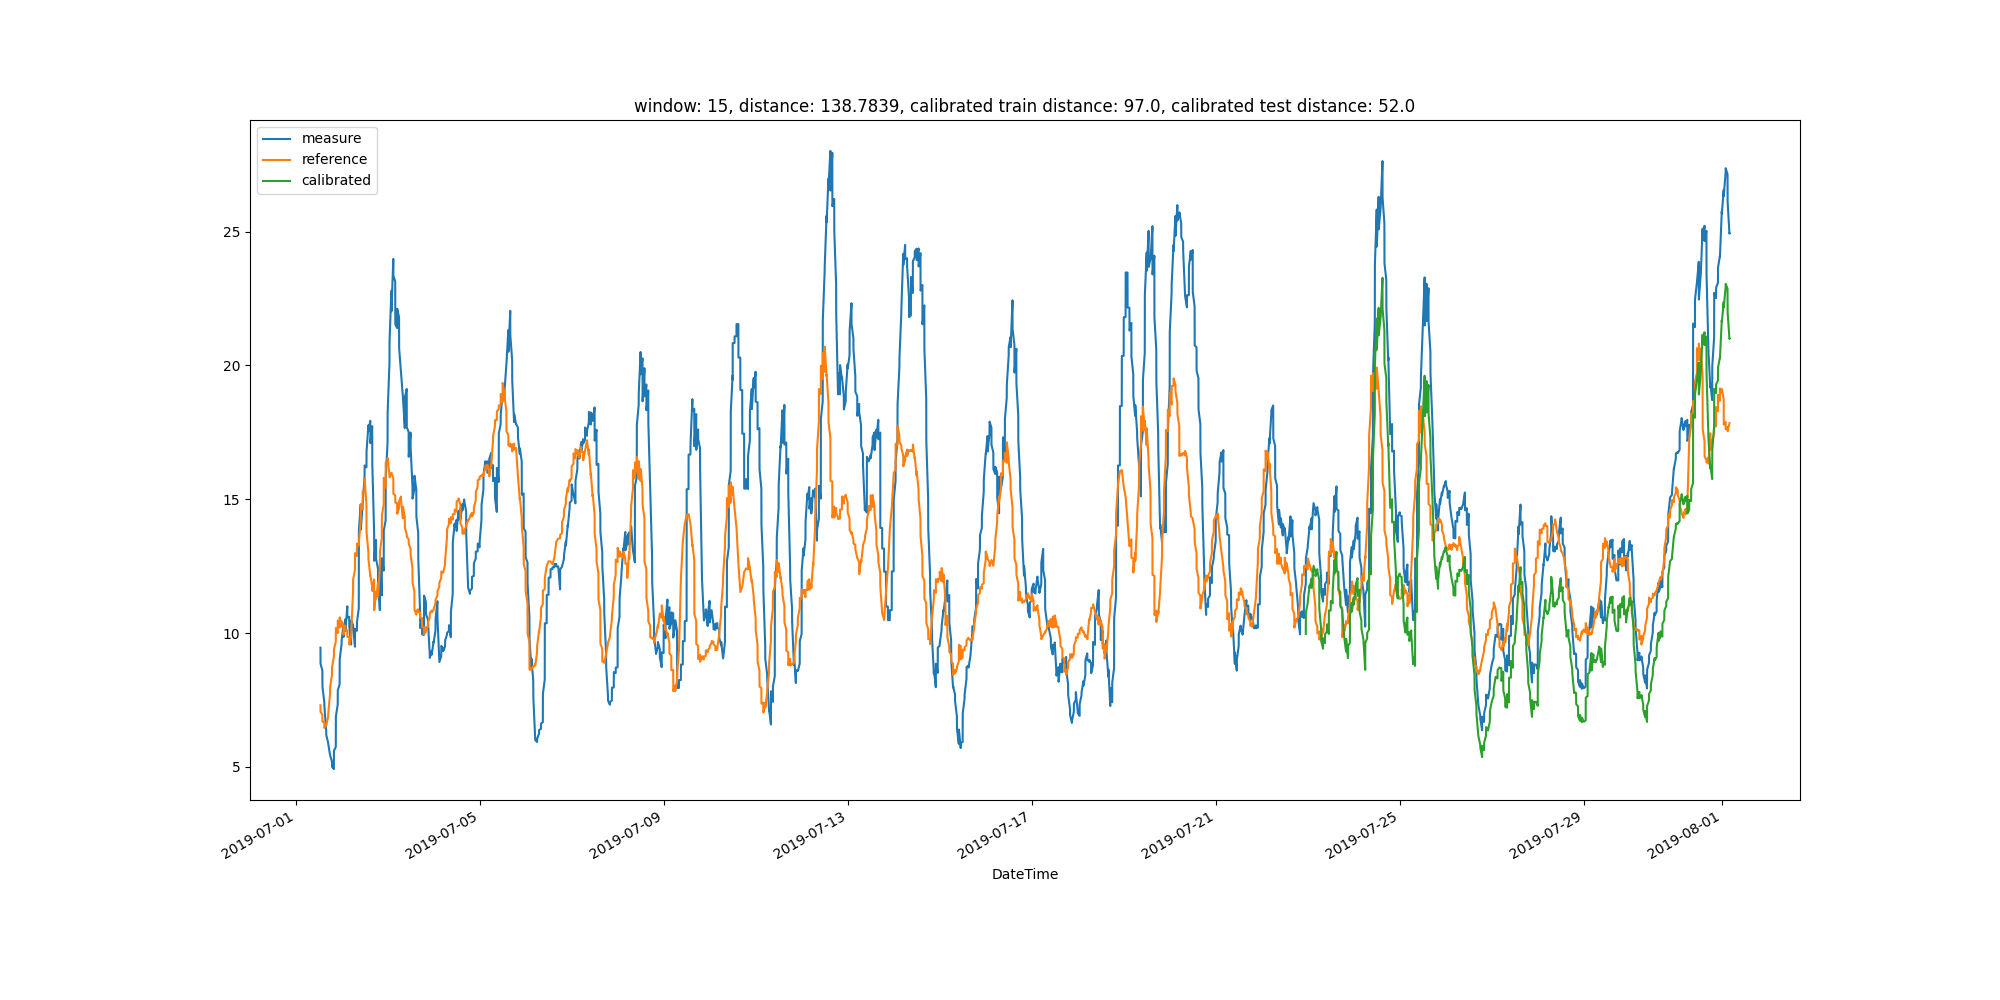 window: 15, distance: 138.7839, calibrated train distance: 97.0, calibrated test distance: 52.0
measure
reference
calibrated
25
20
15
10
5
2019-07-01
2019-07-05
2019-07-09
2019-07-13
2019-07-17
2019-07-21
2019-07-25
2019-07-29
2019-08-01
DateTime